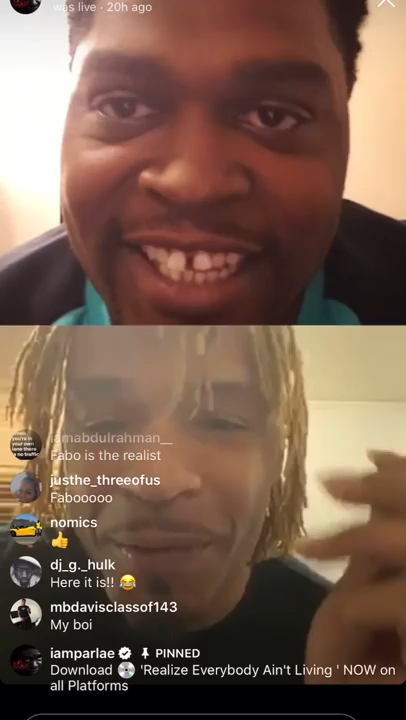 was live · 20h ago
iamabdulrahman__
Fabo is the realist
justhe_threeofus
Fabooooo
nomics
👍
dj_g._hulk
Here it is!! 😂
mbdavisclassof143
My boi
iamparlae PINNED
Download 💿 'Realize Everybody Ain't Living ' NOW on
all Platforms